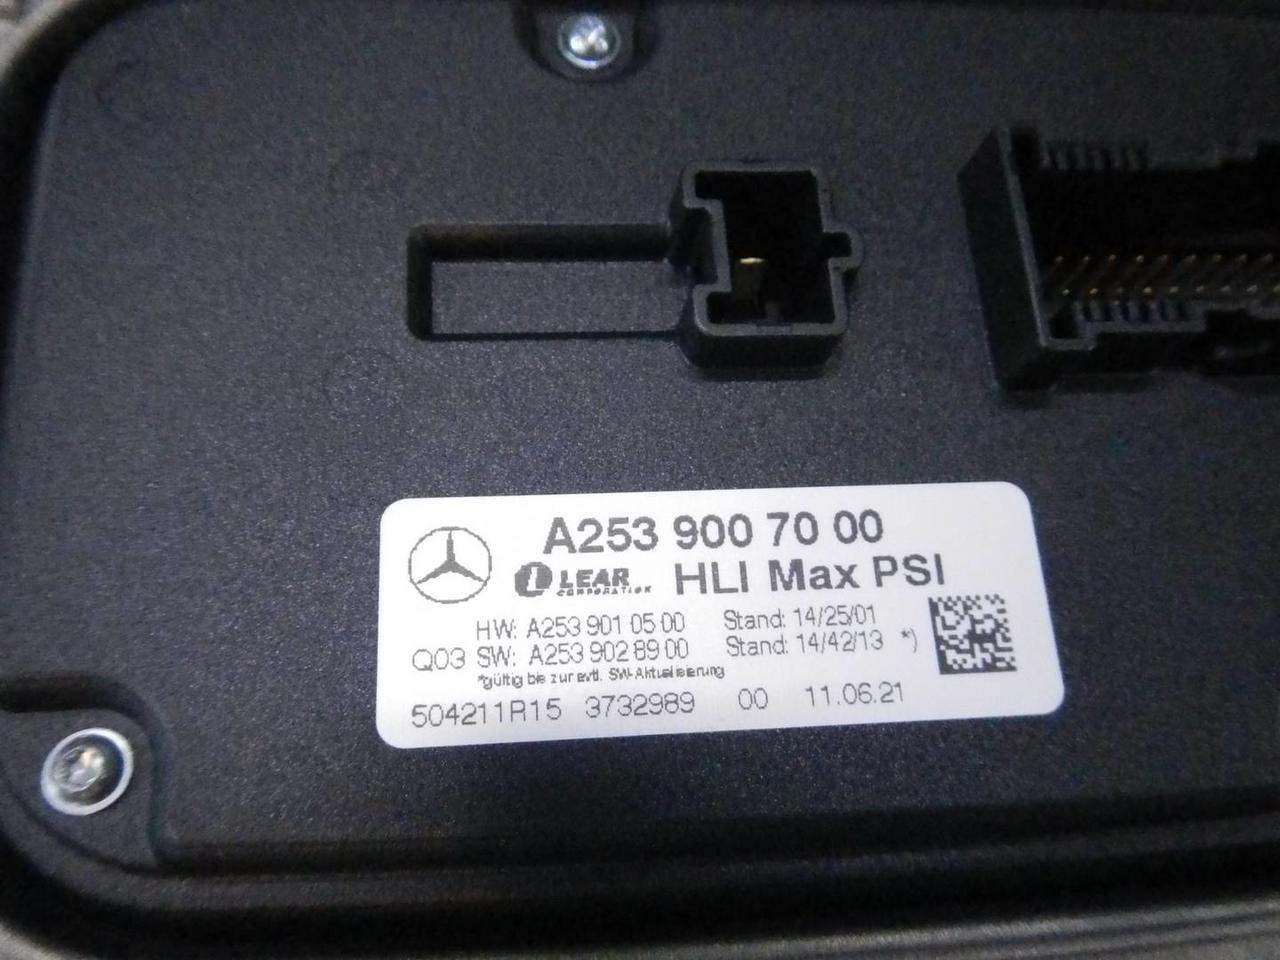 A253 900 70 00
LEAR HLI Max PSI
CORPORATION
HW: A253 901 05 00 Stand: 14/25/01
Q03 SW: A253 902 89 00 Stand: 14/42/13 *)
*gültig bis zur evtl. SW-Aktualisierung
504211R15 3732989 00 11.06.21